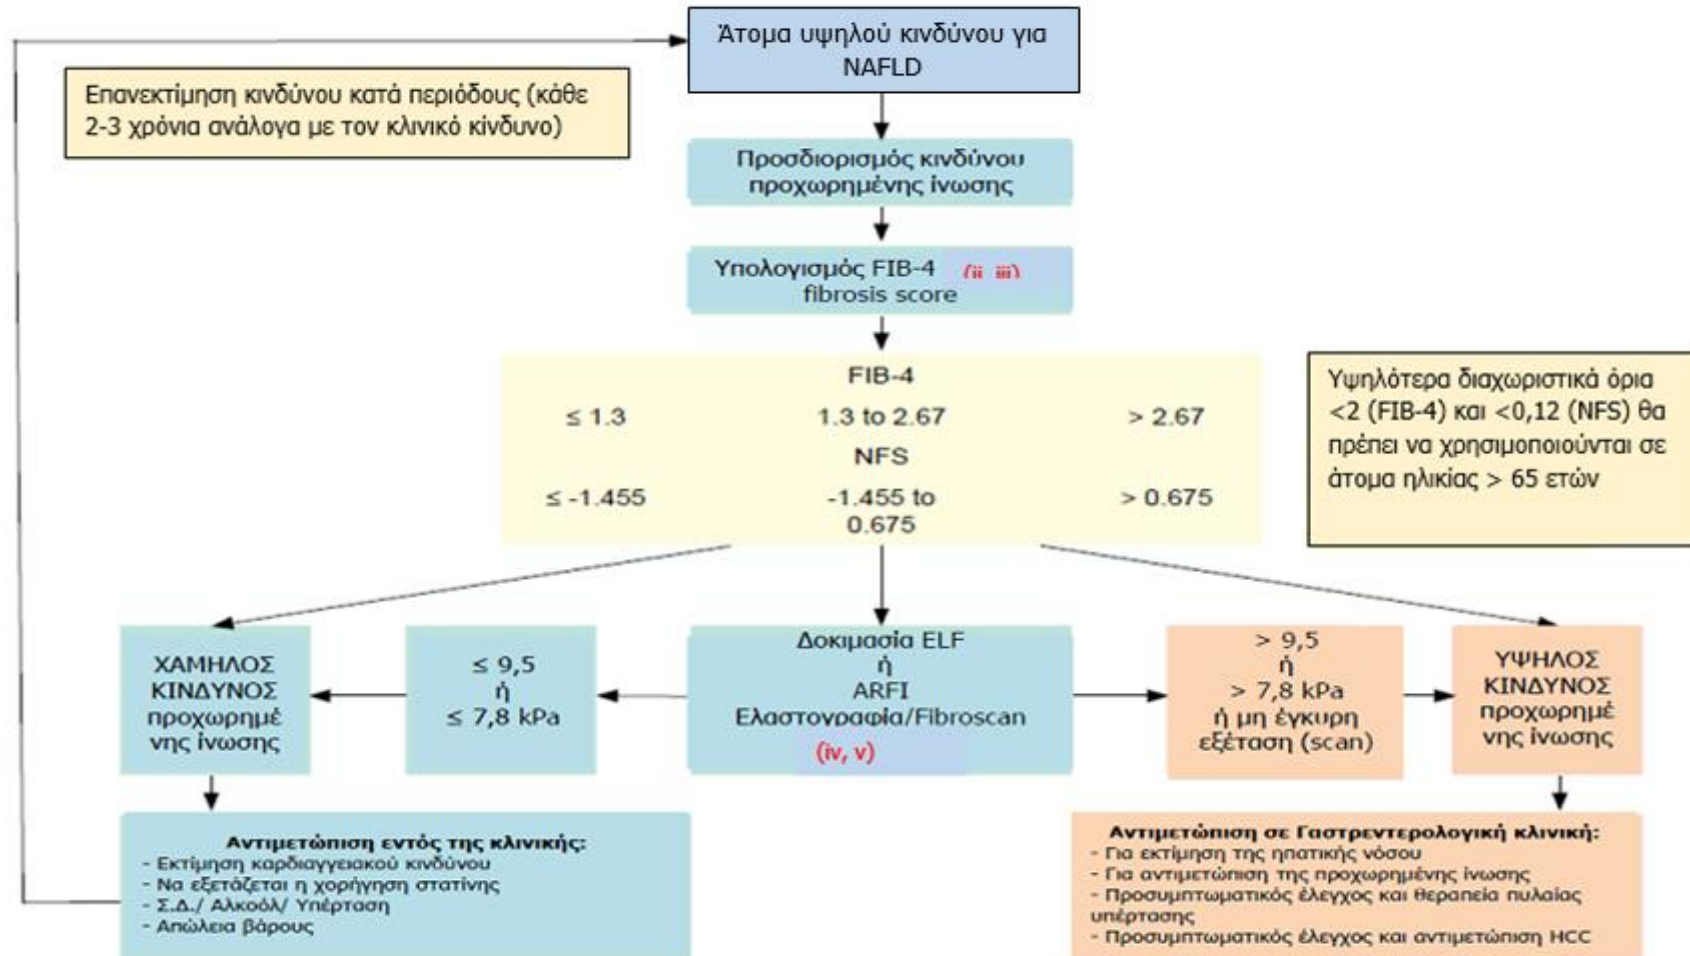 Άτομα υψηλού κινδύνου για
NAFLD
Επανεκτίμηση κινδύνου κατά περιόδους (κάθε
2-3 χρόνια ανάλογα με τον κλινικό κίνδυνο)
Προσδιορισμός κινδύνου
προχωρημένης ίνωσης
Υπολογισμός FIB-4 (ii, iii)
fibrosis score
FIB-4
≤ 1.3 1.3 to 2.67 > 2.67
NFS
≤ -1.455 -1.455 to > 0.675
0.675
Υψηλότερα διαχωριστικά όρια
<2 (FIB-4) και <0,12 (NFS) θα
πρέπει να χρησιμοποιούνται σε
άτομα ηλικίας > 65 ετών
ΧΑΜΗΛΟΣ
ΚΙΝΔΥΝΟΣ
προχωρημέ
νης ίνωσης
≤ 9,5
ή
≤ 7,8 kPa
Δοκιμασία ELF
ή
ARFI
Ελαστογραφία/Fibroscan
(iv, v)
> 9,5
ή
> 7,8 kPa
ή μη έγκυρη
εξέταση (scan)
ΥΨΗΛΟΣ
ΚΙΝΔΥΝΟΣ
προχωρημέ
νης ίνωσης
Αντιμετώπιση εντός της κλινικής:
- Εκτίμηση καρδιαγγειακού κινδύνου
- Να εξετάζεται η χορήγηση στατίνης
- Σ.Δ./ Αλκοόλ/ Υπέρταση
- Απώλεια βάρους
Αντιμετώπιση σε Γαστρεντερολογική κλινική:
- Για εκτίμηση της ηπατικής νόσου
- Για αντιμετώπιση της προχωρημένης ίνωσης
- Προσυμπτωματικός έλεγχος και θεραπεία πυλαίας
υπέρτασης
- Προσυμπτωματικός έλεγχος και αντιμετώπιση HCC